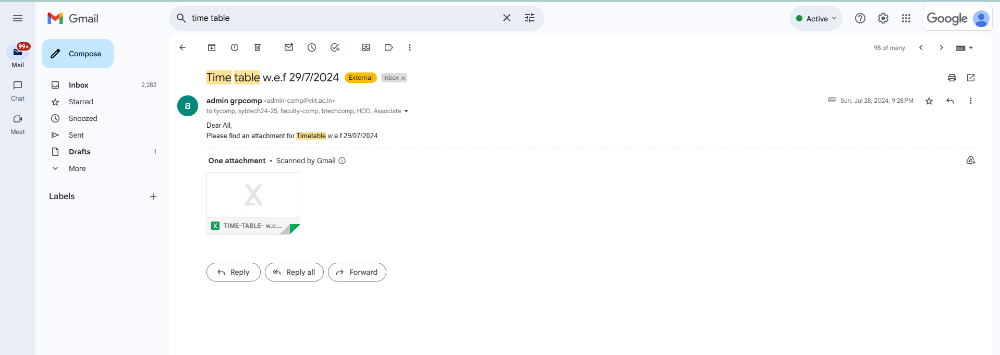 Gmail
time table
Active
Google
99+
Mail
Compose
98 of many
Time table w.e.f 29/7/2024 External Inbox ×
Chat
Inbox 2,282
Starred
admin grpcomp <admin-comp@viit.ac.in> Sun, Jul 28, 2024, 9:28 PM
to tycomp, sybtech24-25, faculty-comp, btechcomp, HOD, Associate
Snoozed
Dear All,
Meet
Sent
Please find an attachment for Timetable w.e.f 29/07/2024
Drafts 1
One attachment • Scanned by Gmail
More
Labels
X
X TIME-TABLE- w.e....
Reply Reply all Forward
a